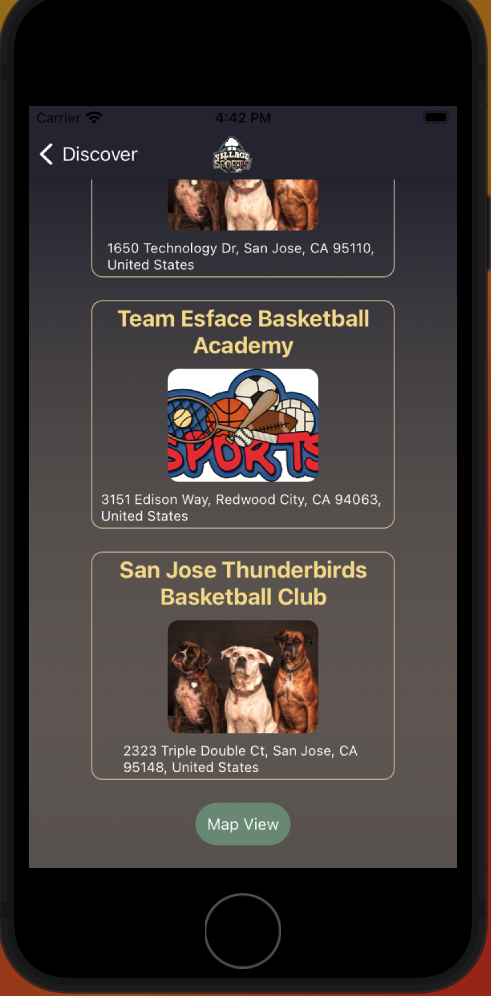 Carrier 4:42 PM
Discover
VILLAGE
SPORTS
1650 Technology Dr, San Jose, CA 95110,
United States
Team Esface Basketball
Academy
SPORTS
3151 Edison Way, Redwood City, CA 94063,
United States
San Jose Thunderbirds
Basketball Club
2323 Triple Double Ct, San Jose, CA
95148, United States
Map View